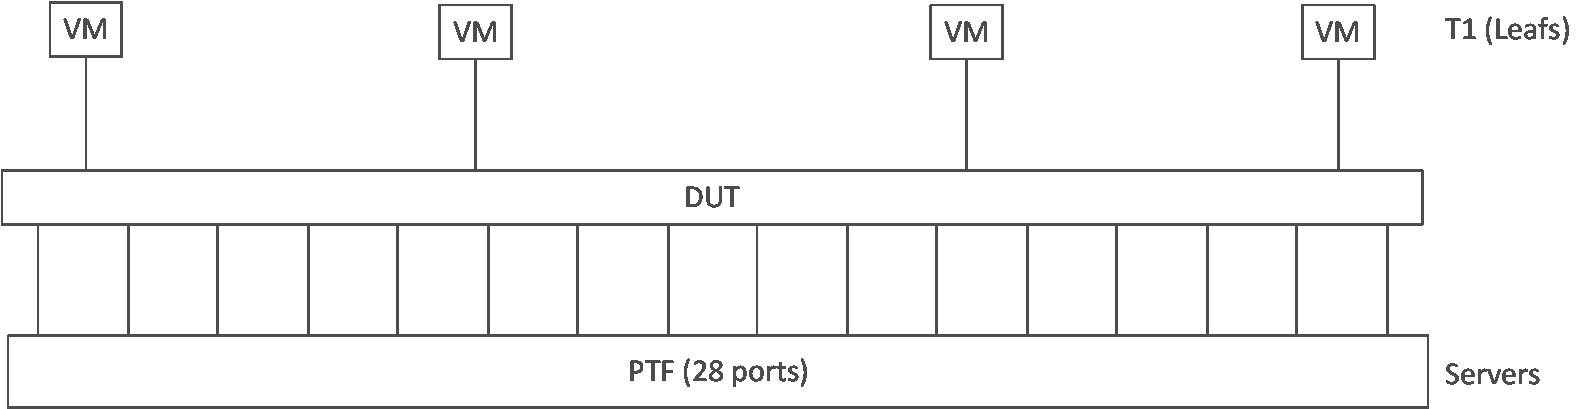 VM VM VM VM T1 (Leafs)
DUT
PTF (28 ports) Servers